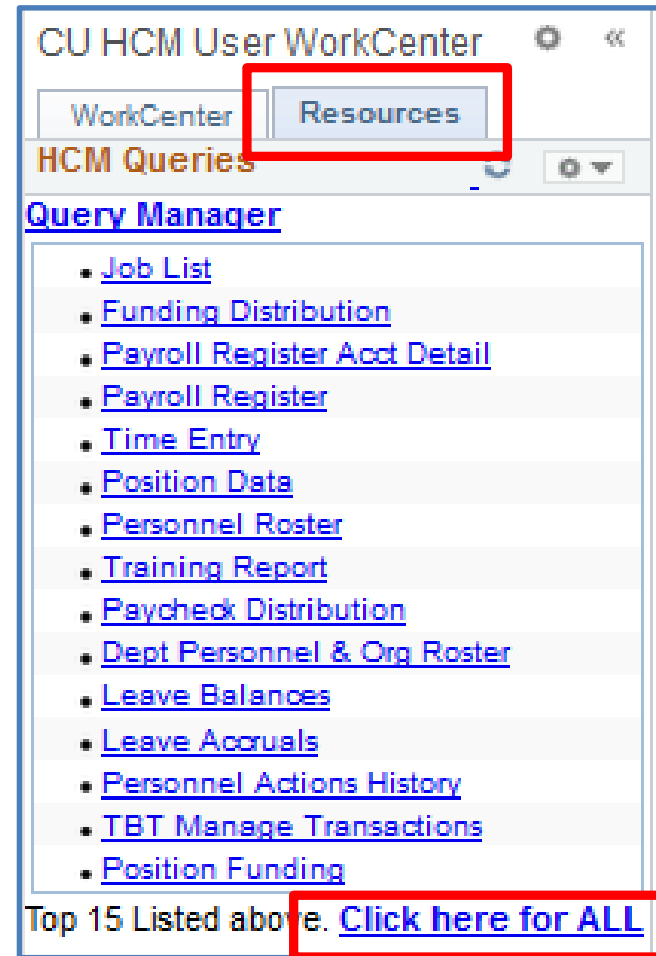 CU HCM User WorkCenter «
WorkCenter Resources
HCM Queries
Query Manager
• Job List
• Funding Distribution
• Payroll Register Acct Detail
• Payroll Register
• Time Entry
• Position Data
• Personnel Roster
• Training Report
• Paycheck Distribution
• Dept Personnel & Org Roster
• Leave Balances
• Leave Accruals
• Personnel Actions History
• TBT Manage Transactions
• Position Funding
Top 15 Listed above. Click here for ALL